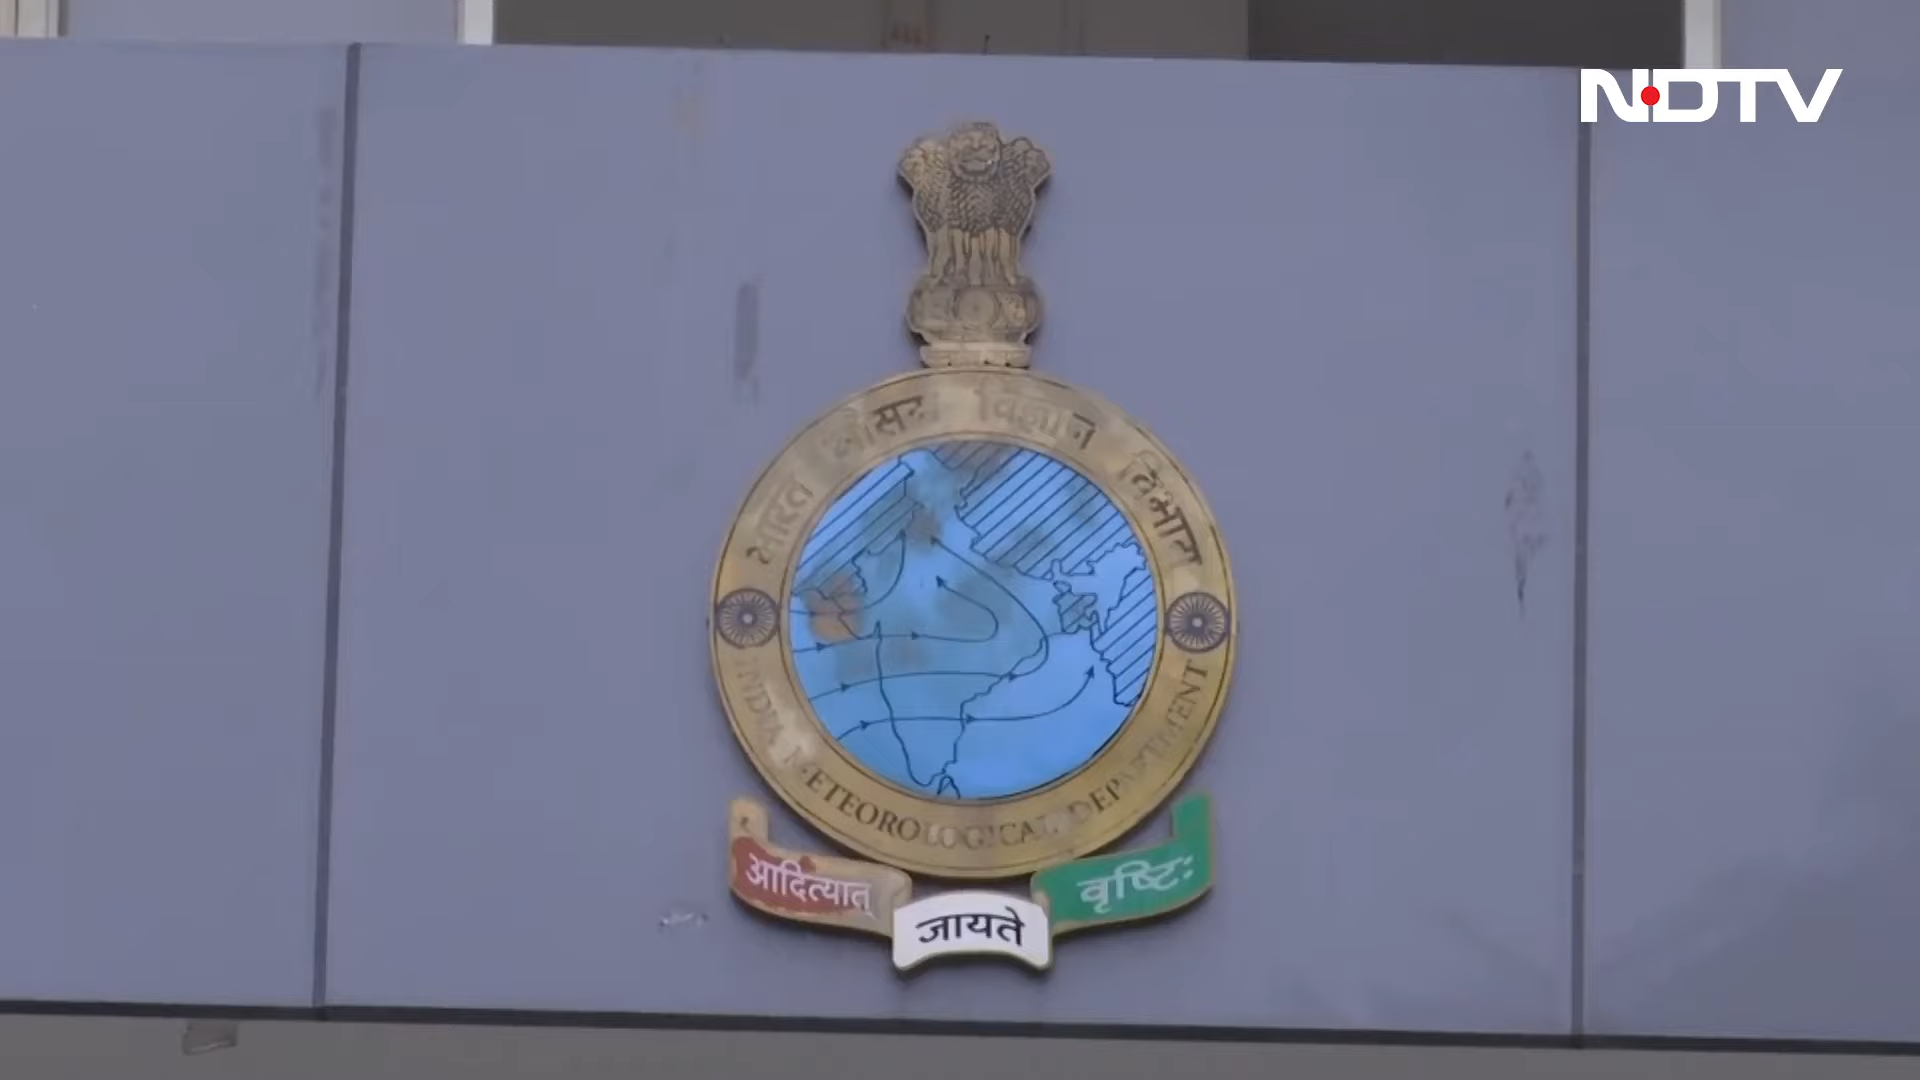 NDTV
भारत मौसम विज्ञान विभाग
INDIA METEOROLOGICAL DEPARTMENT
आदित्यात्
जायते
वृष्टिः